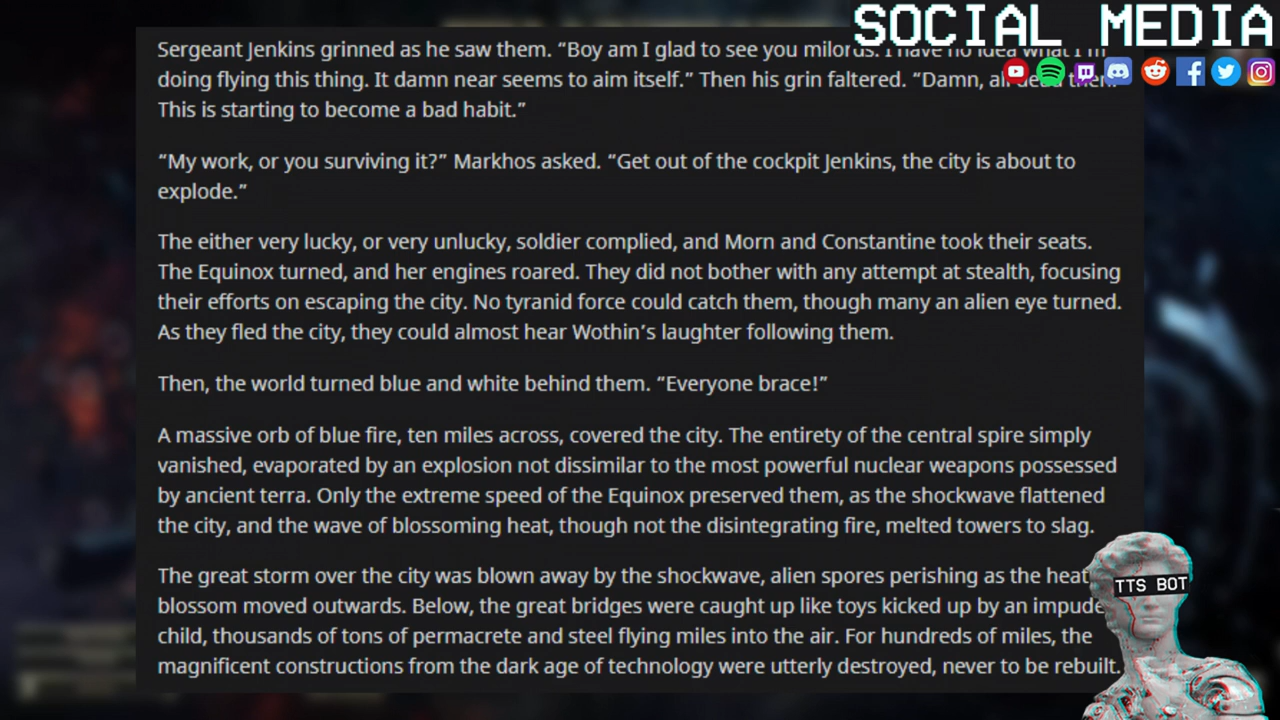 SOCIAL MEDIA
Sergeant Jenkins grinned as he saw them. “Boy am I glad to see you milords. I have no idea what I'm
doing flying this thing. It damn near seems to aim itself.” Then his grin faltered. “Damn, all dead then.
This is starting to become a bad habit.”
“My work, or you surviving it?” Markhos asked. “Get out of the cockpit Jenkins, the city is about to
explode.”
The either very lucky, or very unlucky, soldier complied, and Morn and Constantine took their seats.
The Equinox turned, and her engines roared. They did not bother with any attempt at stealth, focusing
their efforts on escaping the city. No tyranid force could catch them, though many an alien eye turned.
As they fled the city, they could almost hear Wothin’s laughter following them.
Then, the world turned blue and white behind them. “Everyone brace!”
A massive orb of blue fire, ten miles across, covered the city. The entirety of the central spire simply
vanished, evaporated by an explosion not dissimilar to the most powerful nuclear weapons possessed
by ancient terra. Only the extreme speed of the Equinox preserved them, as the shockwave flattened
the city, and the wave of blossoming heat, though not the disintegrating fire, melted towers to slag.
The great storm over the city was blown away by the shockwave, alien spores perishing as the heat
blossom moved outwards. Below, the great bridges were caught up like toys kicked up by an
child, thousands of tons of permacrete and steel flying miles into the air. For hundreds of miles, the
magnificent constructions from the dark age of technology were utterly destroyed, never to be rebuilt.
TTS BOT